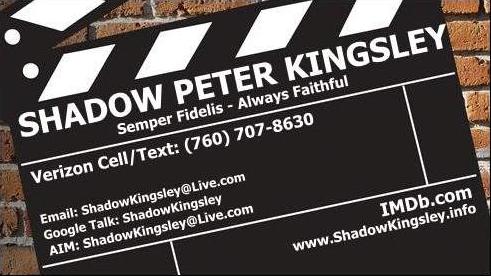 SHADOW PETER KINGSLEY
Semper Fidelis - Always Faithful
Verizon Cell/Text: (760) 707-8630
Email: ShadowKingsley@Live.com
Google Talk: ShadowKingsley
AIM: ShadowKingsley@Live.com
IMDb.com
www.ShadowKingsley.info